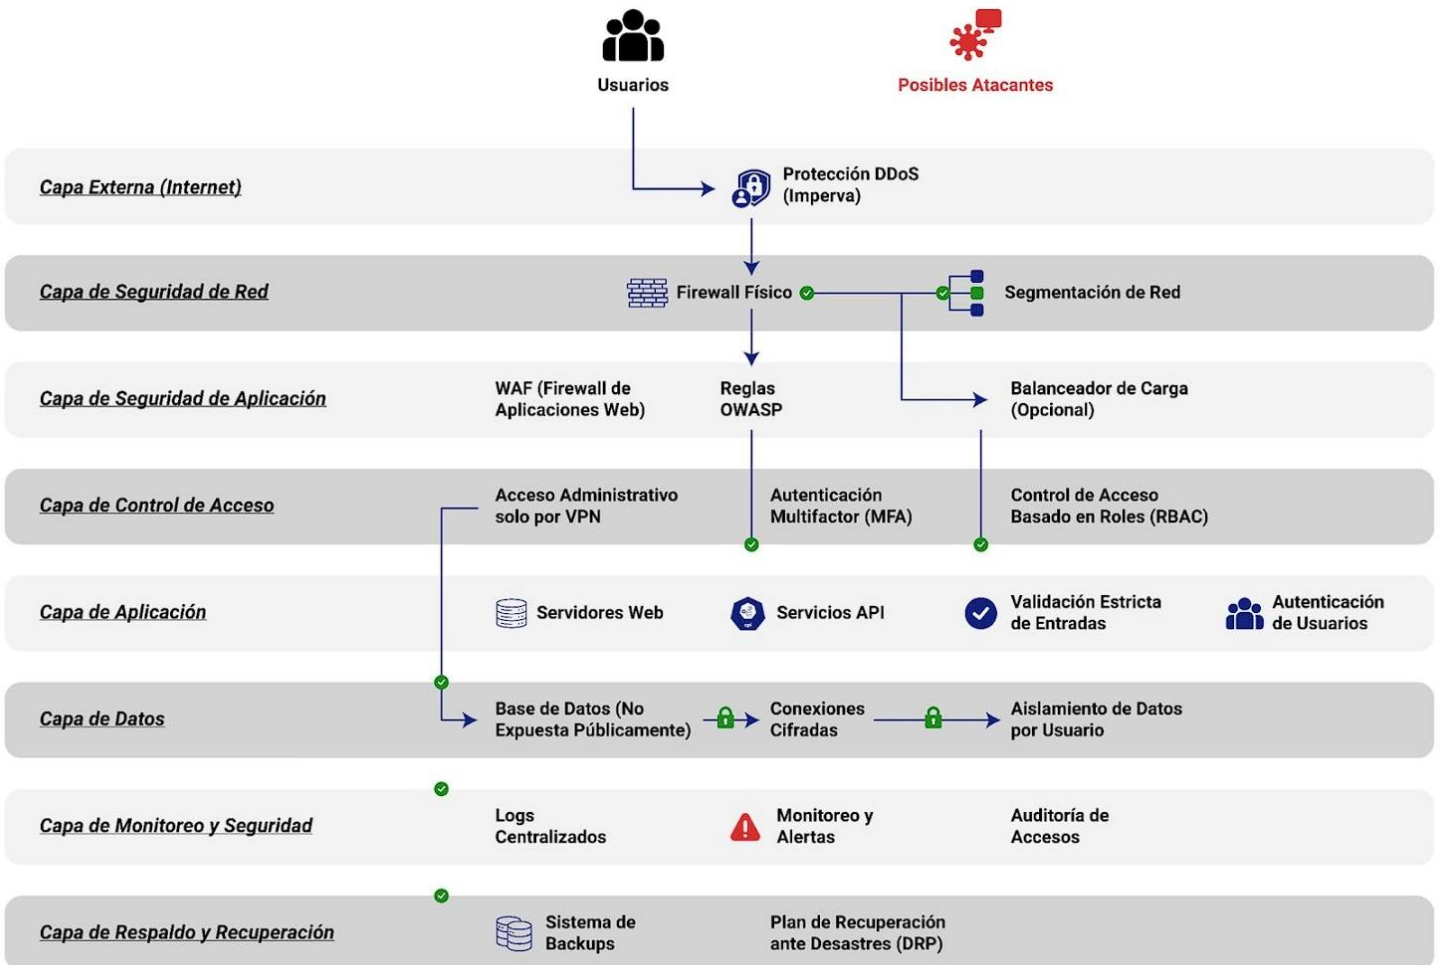 Usuarios
Posibles Atacantes
Capa Externa (Internet)
Protección DDoS
(Imperva)
Capa de Seguridad de Red
Firewall Físico
Segmentación de Red
Capa de Seguridad de Aplicación
WAF (Firewall de
Aplicaciones Web)
Reglas
OWASP
Balanceador de Carga
(Opcional)
Capa de Control de Acceso
Acceso Administrativo
solo por VPN
Autenticación
Multifactor (MFA)
Control de Acceso
Basado en Roles (RBAC)
Capa de Aplicación
Servidores Web
api
Servicios API
Validación Estricta
de Entradas
Autenticación
de Usuarios
Capa de Datos
Base de Datos (No
Expuesta Públicamente)
Conexiones
Cifradas
Aislamiento de Datos
por Usuario
Capa de Monitoreo y Seguridad
Logs
Centralizados
Monitoreo y
Alertas
Auditoría de
Accesos
Capa de Respaldo y Recuperación
Sistema de
Backups
Plan de Recuperación
ante Desastres (DRP)